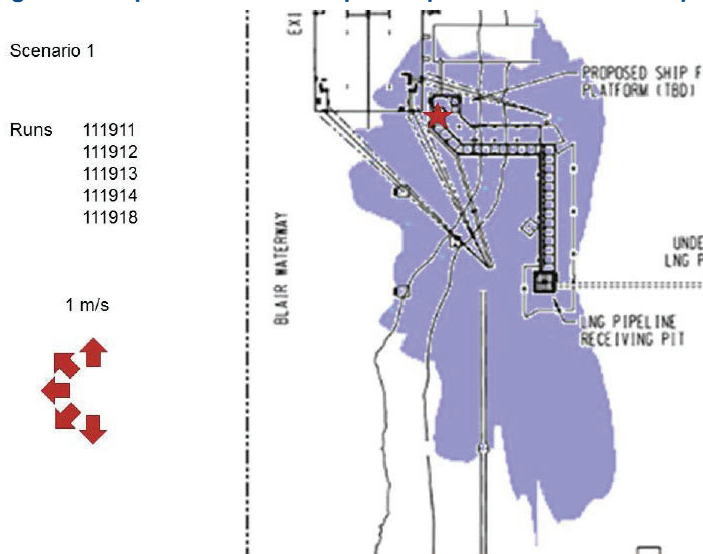 Scenario 1
Runs 111911
111912
111913
111914
111918
1 m/s
EXI
BLAIR WATERWAY
PROPOSED SHIP F
PLATFORM (TBD)
UNDE
LNG P
LNG PIPELINE
RECEIVING PIT